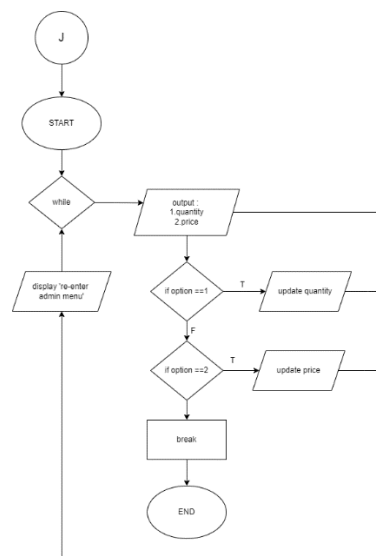 J
START
while
output :
1.quantity
2.price
display 're-enter
admin menu'
if option ==1
T
update quantity
F
if option ==2
T
update price
break
END